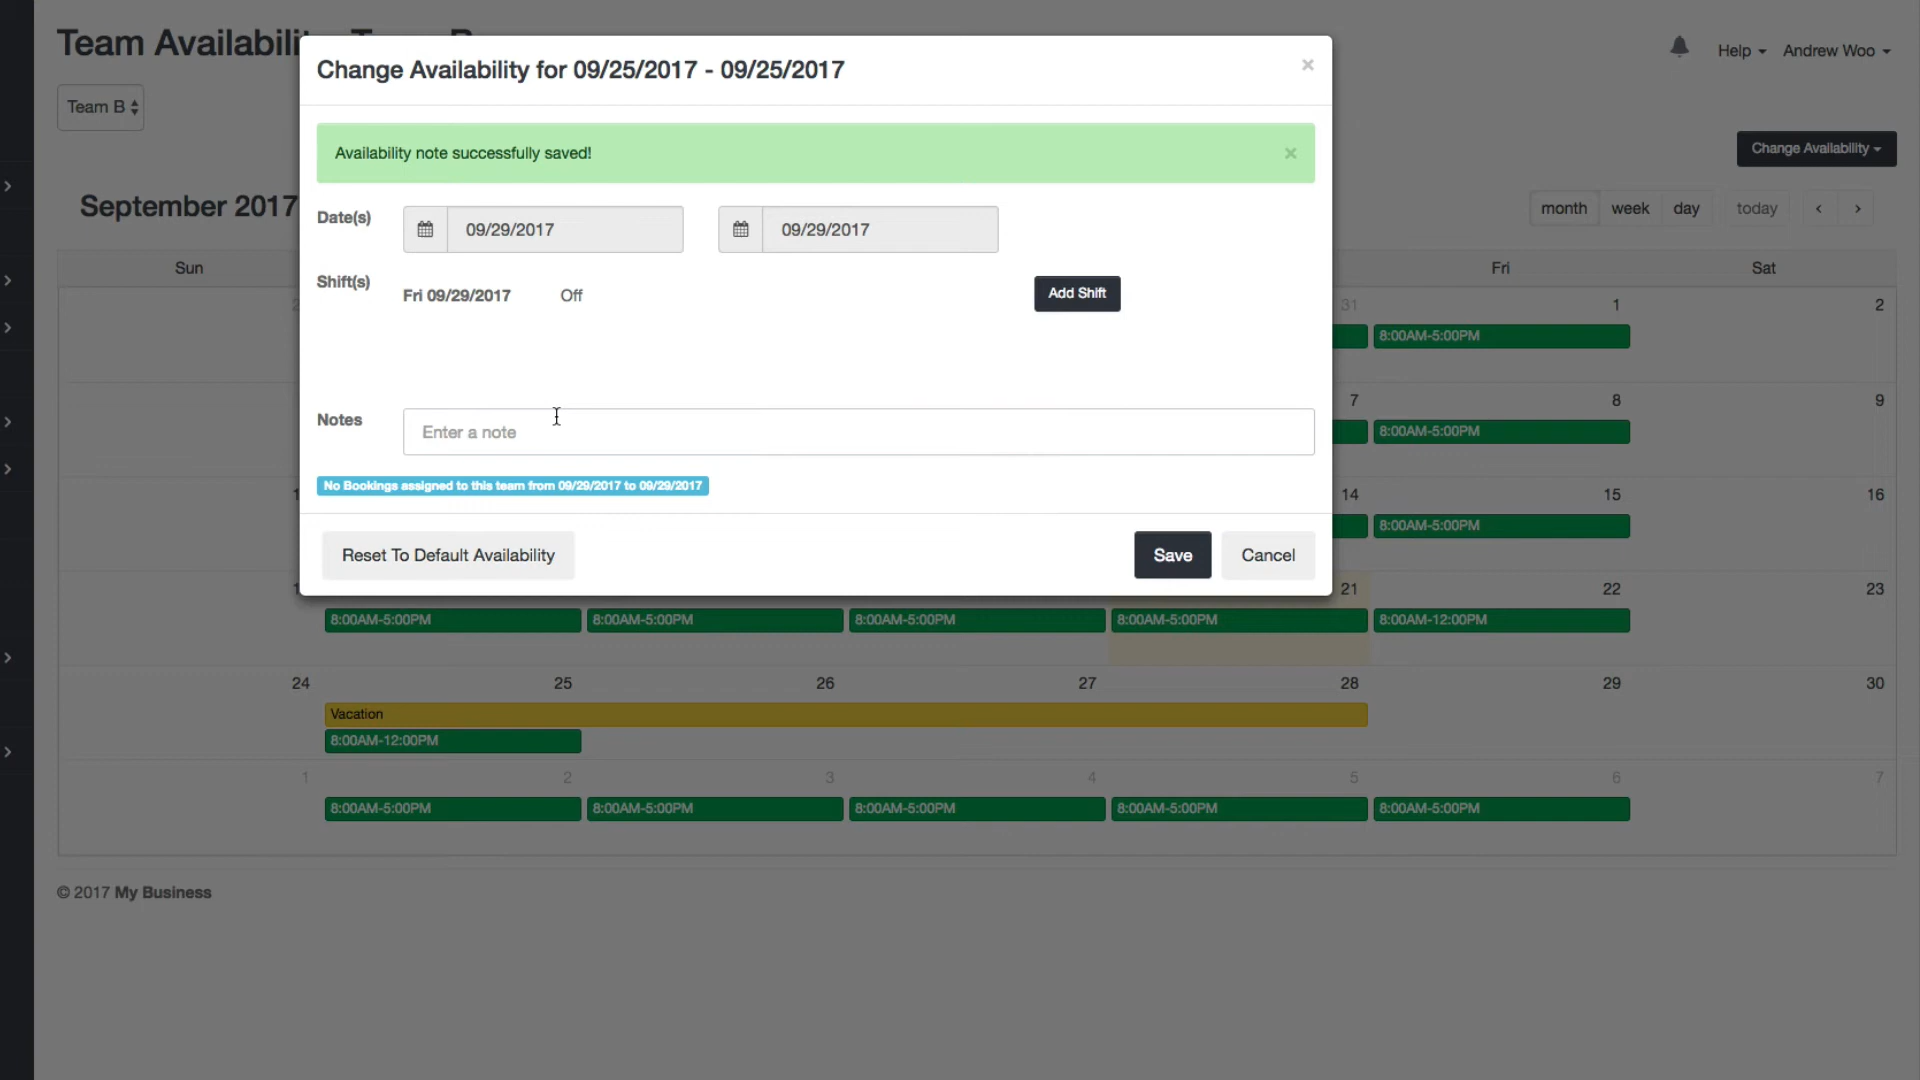 Team Availabili
Help
Andrew Woo
Team B
Change Availability for 09/25/2017 - 09/25/2017
×
Availability note successfully saved!
×
Change Availability
September 2017
Date(s)
09/29/2017
09/29/2017
month
week
day
today
<
>
Shift(s)
Fri 09/29/2017
Off
Add Shift
Notes
Enter a note
No Bookings assigned to this team from 09/29/2017 to 09/29/2017
Reset To Default Availability
Save
Cancel
Sun
Fri
Sat
31
1
2
8:00AM-5:00PM
7
8
9
8:00AM-5:00PM
14
15
16
8:00AM-5:00PM
21
22
23
8:00AM-5:00PM
8:00AM-5:00PM
8:00AM-5:00PM
8:00AM-5:00PM
8:00AM-12:00PM
24
25
26
27
28
29
30
Vacation
8:00AM-12:00PM
1
2
3
4
5
6
7
8:00AM-5:00PM
8:00AM-5:00PM
8:00AM-5:00PM
8:00AM-5:00PM
8:00AM-5:00PM
© 2017 My Business